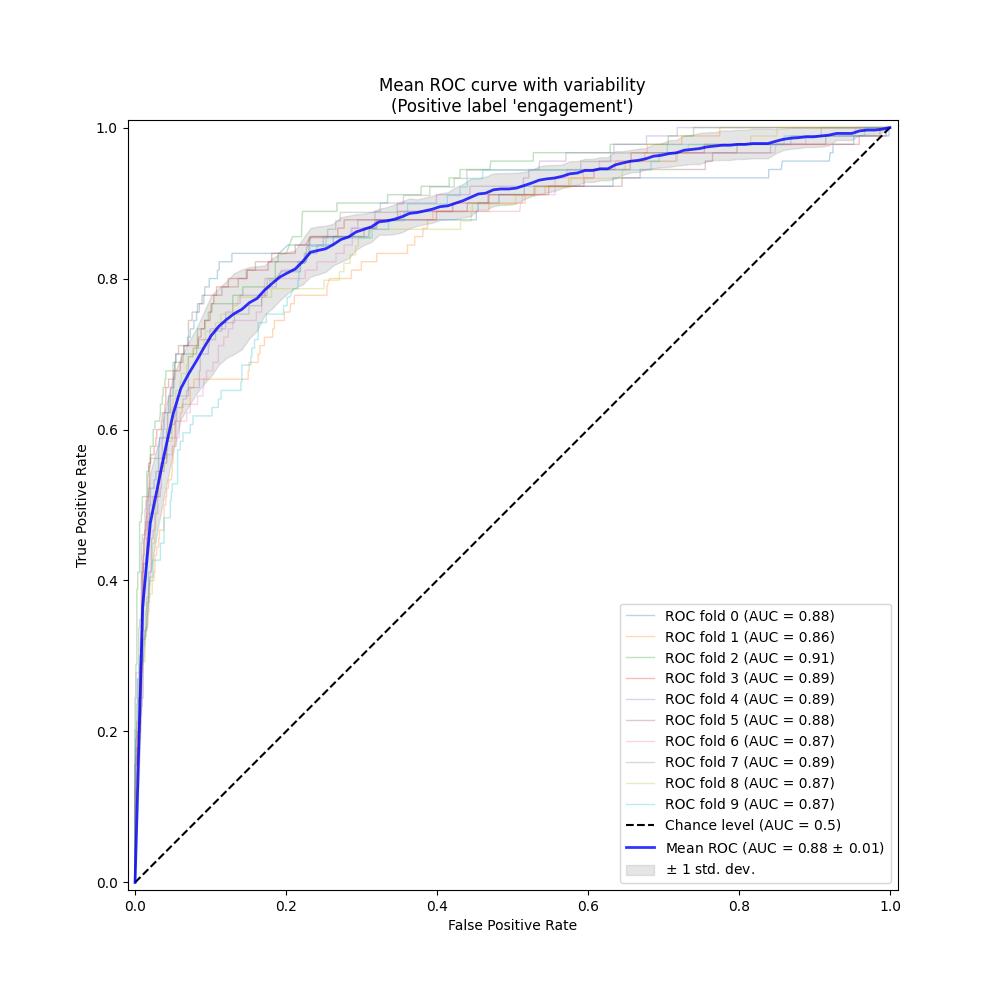 Mean ROC curve with variability
(Positive label 'engagement')
1.0
0.8
0.6
0.4
0.2
0.0
True Positive Rate
0.0 0.2 0.4 0.6 0.8 1.0
False Positive Rate
ROC fold 0 (AUC = 0.88)
ROC fold 1 (AUC = 0.86)
ROC fold 2 (AUC = 0.91)
ROC fold 3 (AUC = 0.89)
ROC fold 4 (AUC = 0.89)
ROC fold 5 (AUC = 0.88)
ROC fold 6 (AUC = 0.87)
ROC fold 7 (AUC = 0.89)
ROC fold 8 (AUC = 0.87)
ROC fold 9 (AUC = 0.87)
Chance level (AUC = 0.5)
Mean ROC (AUC = 0.88 ± 0.01)
± 1 std. dev.